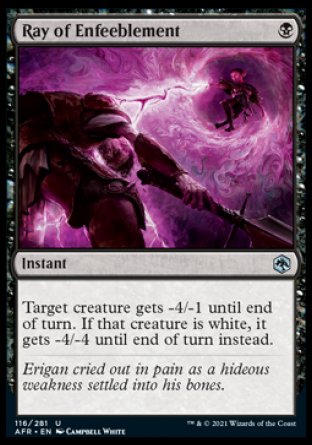 Ray of Enfeeblement
Instant
Target creature gets -4/-1 until end
of turn. If that creature is white, it
gets -4/-4 until end of turn instead.
Erigan cried out in pain as a hideous
weakness settled into his bones.
116/281 U
AFR • EN CAMPBELL WHITE
™ & © 2021 Wizards of the Coast